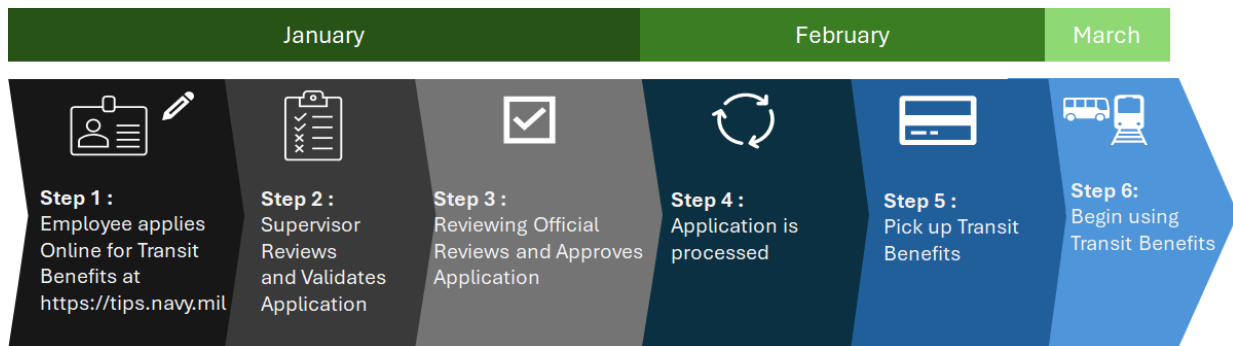 January
February
March
Step 1 :
Employee applies
Online for Transit
Benefits at
https://tips.navy.mil
Step 2 :
Supervisor
Reviews
and Validates
Application
Step 3 :
Reviewing Official
Reviews and Approves
Application
Step 4 :
Application is
processed
Step 5 :
Pick up Transit
Benefits
Step 6:
Begin using
Transit Benefits